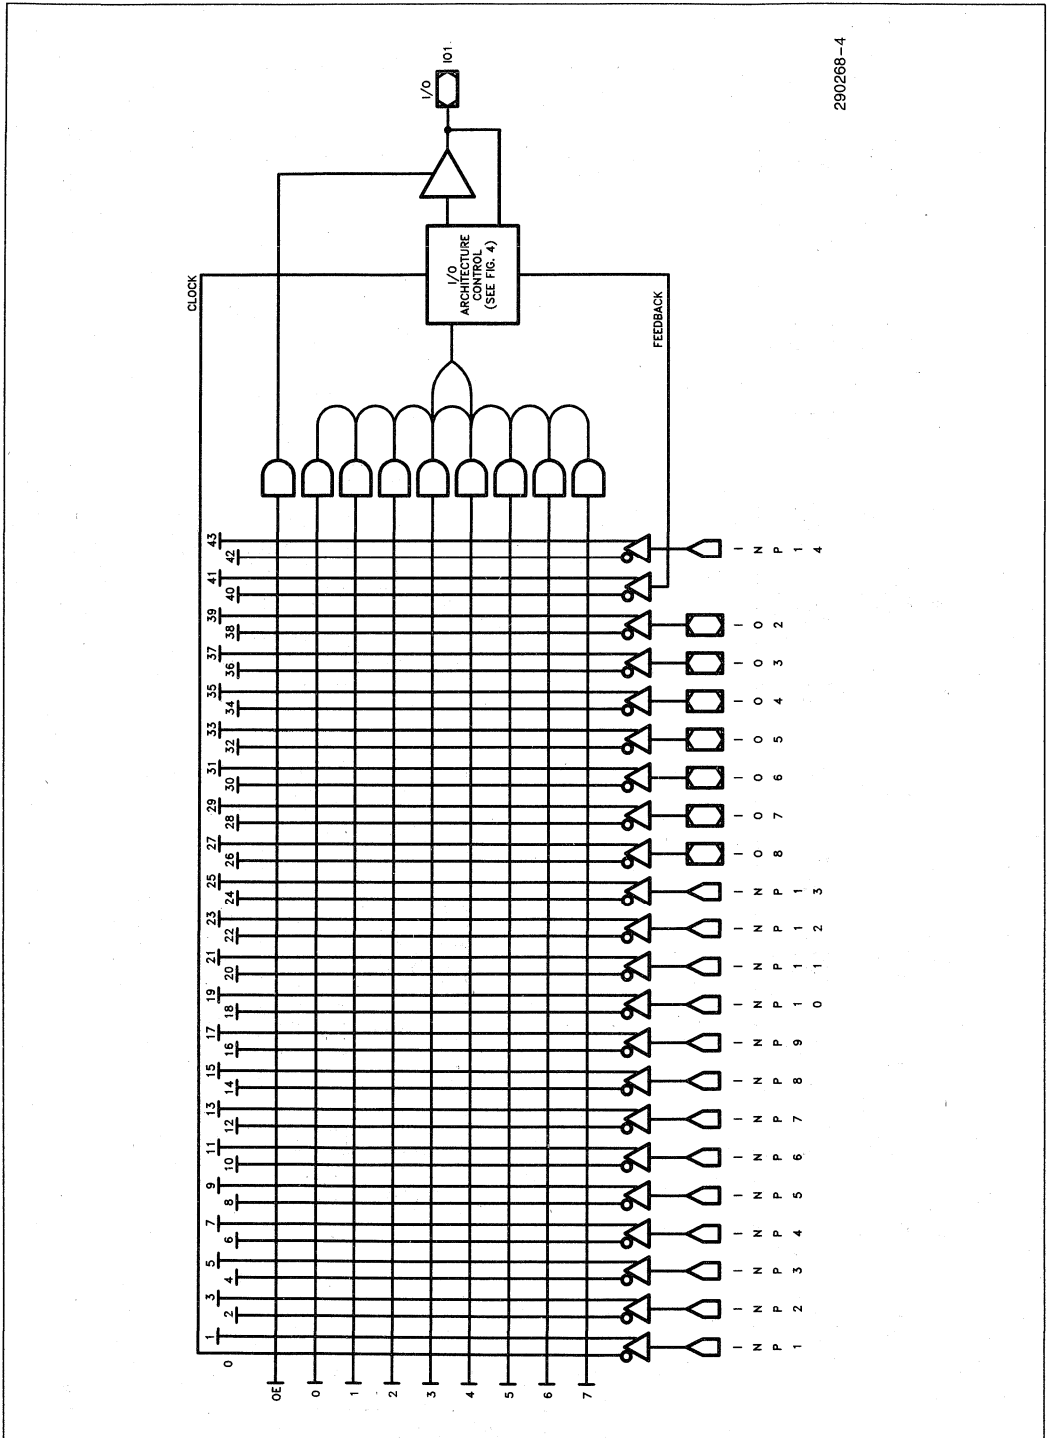 290268-4
I/O
IO1
CLOCK
I/O
ARCHITECTURE
CONTROL
(SEE FIG. 4)
FEEDBACK
43
42
41
40
39
38
37
36
35
34
33
32
31
30
29
28
27
26
25
24
23
22
21
20
19
18
17
16
15
14
13
12
11
10
9
8
7
6
5
4
3
2
1
0
OE
0
1
2
3
4
5
6
7
INP14
IO2
IO3
IO4
IO5
IO6
IO7
IO8
INP13
INP12
INP11
INP10
INP9
INP8
INP7
INP6
INP5
INP4
INP3
INP2
INP1